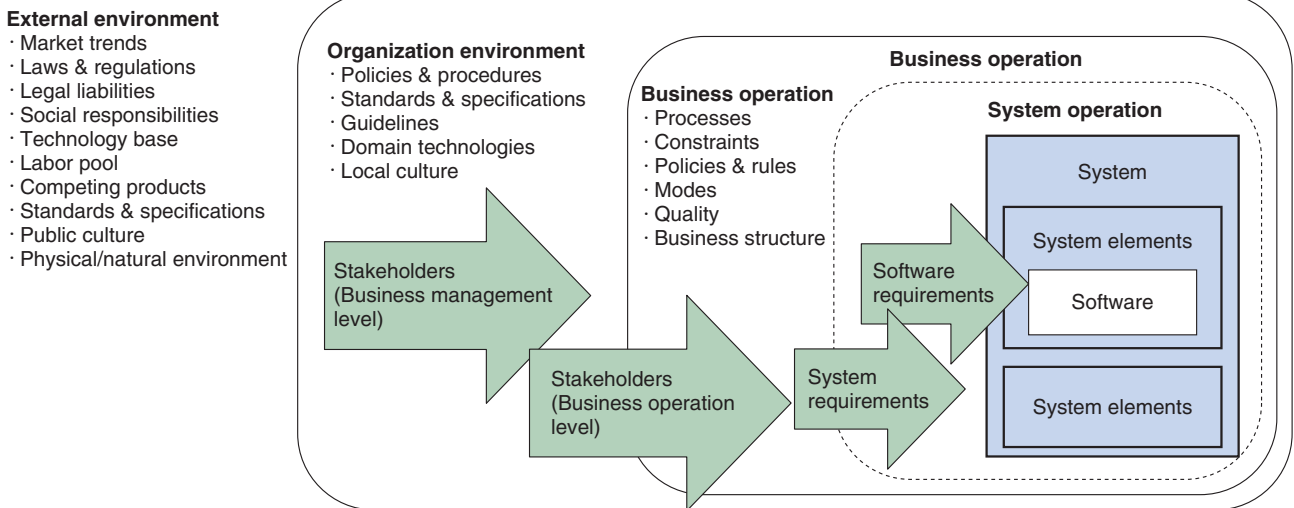 External environment
· Market trends
· Laws & regulations
· Legal liabilities
· Social responsibilities
· Technology base
· Labor pool
· Competing products
· Standards & specifications
· Public culture
· Physical/natural environment
Organization environment
· Policies & procedures
· Standards & specifications
· Guidelines
· Domain technologies
· Local culture
Stakeholders
(Business management
level)
Stakeholders
(Business operation
level)
Business operation
Business operation
· Processes
· Constraints
· Policies & rules
· Modes
· Quality
· Business structure
System operation
Software
requirements
System
requirements
System
System elements
Software
System elements